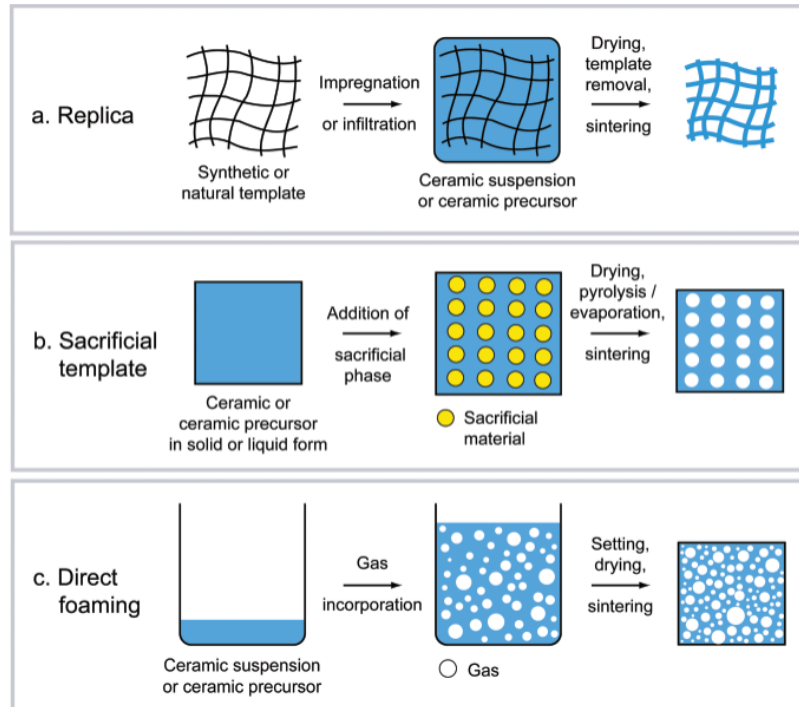 a. Replica
Synthetic or
natural template
Impregnation
or infiltration
Ceramic suspension
or ceramic precursor
Drying,
template
removal,
sintering
b. Sacrificial
template
Ceramic or
ceramic precursor
in solid or liquid form
Addition of
sacrificial
phase
Sacrificial
material
Drying,
pyrolysis /
evaporation,
sintering
c. Direct
foaming
Ceramic suspension
or ceramic precursor
Gas
incorporation
Gas
Setting,
drying,
sintering